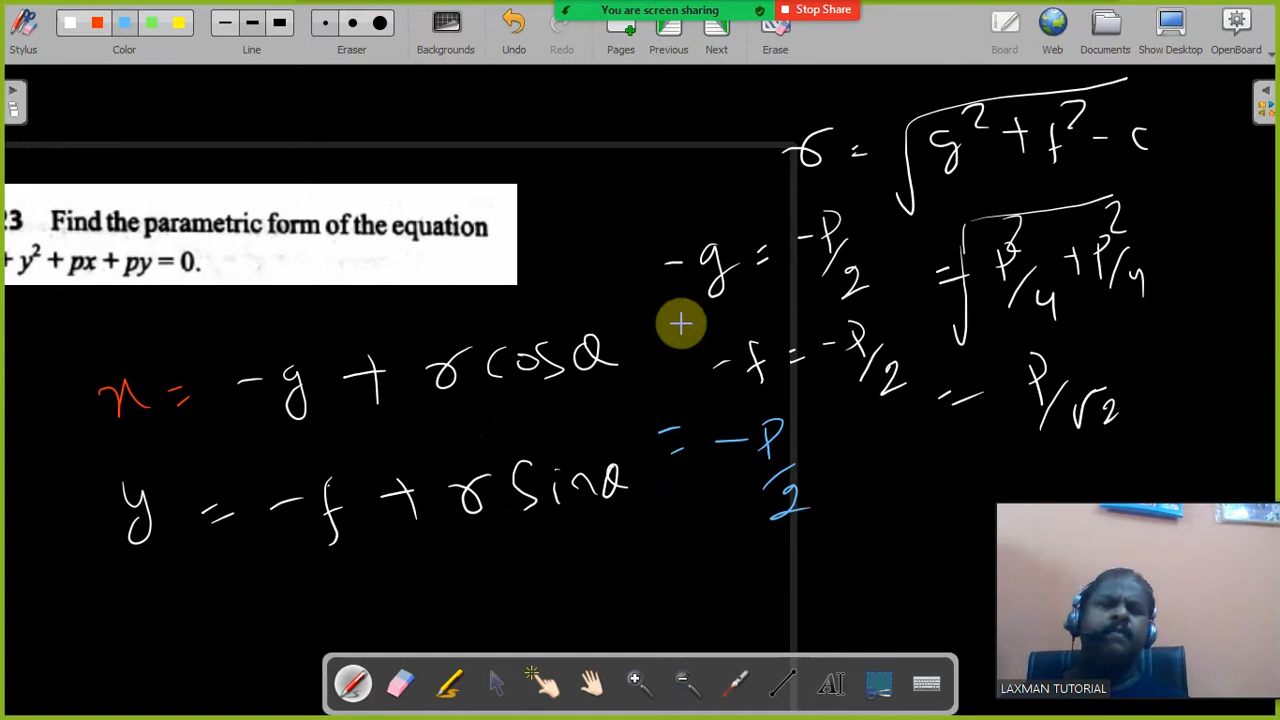 You are screen sharing
Stop Share
Stylus
Color
Line
Eraser
Backgrounds
Undo
Redo
Pages
Previous
Next
Erase
Board
Web
Documents
Show Desktop
OpenBoard
23 Find the parametric form of the equation
+ y² + px + py = 0.
r = √(g² + f² - c
-g = -P/2
= √(P²/4 + P²/4
x = -g + r cosθ
-f = -P/2
= P/√2
y = -f + r sinθ
= -P/2
LAXMAN TUTORIAL